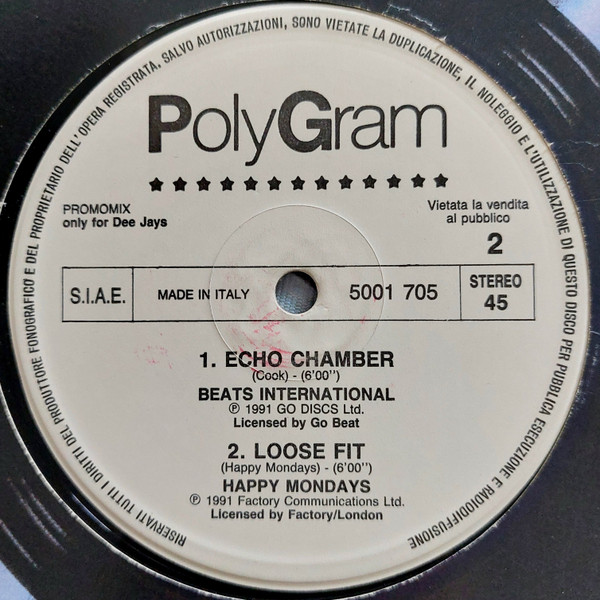 RISERVATI TUTTI I DIRITTI DEL PRODUTTORE FONOGRAFICO E DEL PROPRIETARIO DELL'OPERA REGISTRATA, SALVO AUTORIZZAZIONI, SONO VIETATE LA DUPLICAZIONE, IL NOLEGGIO E L'UTILIZZAZIONE DI QUESTO DISCO PER PUBBLICA ESECUZIONE E RADIODIFFUSIONE
PolyGram
PROMOMIX
only for Dee Jays
Vietata la vendita
al pubblico
2
S.I.A.E.
MADE IN ITALY
5001 705
STEREO
45
1. ECHO CHAMBER
(Cook) - (6'00'')
BEATS INTERNATIONAL
℗ 1991 GO DISCS Ltd.
Licensed by Go Beat
2. LOOSE FIT
(Happy Mondays) - (6'00'')
HAPPY MONDAYS
℗ 1991 Factory Communications Ltd.
Licensed by Factory/London